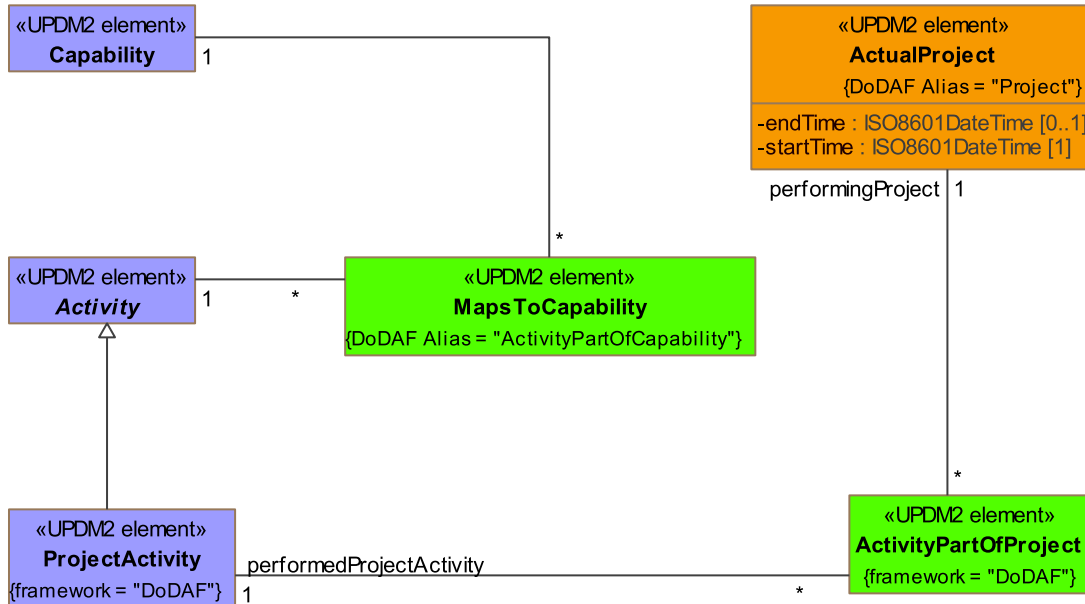 «UPDM2 element»
Capability
1
*
«UPDM2 element»
ActualProject
{DoDAF Alias = "Project"}
-endTime : ISO8601DateTime [0..1]
-startTime : ISO8601DateTime [1]
performingProject
1
«UPDM2 element»
Activity
1
*
«UPDM2 element»
MapsToCapability
{DoDAF Alias = "ActivityPartOfCapability"}
*
«UPDM2 element»
ProjectActivity
{framework = "DoDAF"}
performedProjectActivity
1
*
«UPDM2 element»
ActivityPartOfProject
{framework = "DoDAF"}